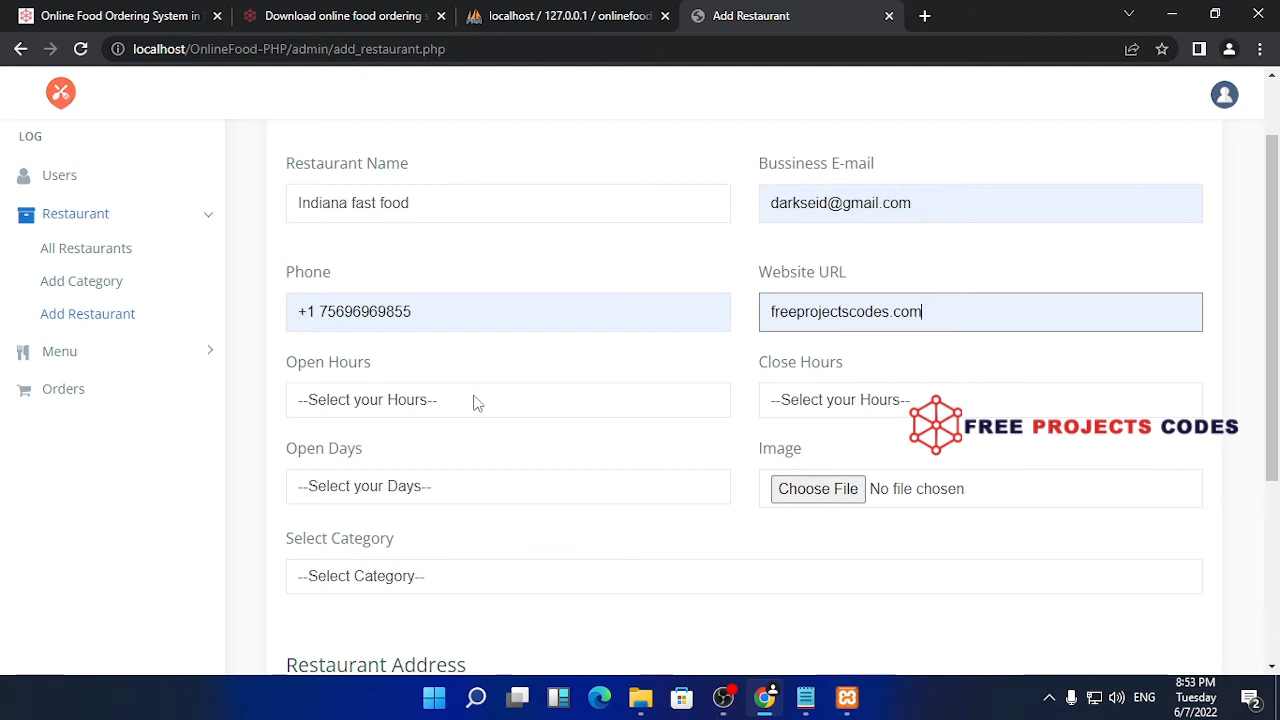 Online Food Ordering System in
Download online food ordering s
localhost / 127.0.0.1 / onlinefood
Add Restaurant
localhost/OnlineFood-PHP/admin/add_restaurant.php
LOG
Users
Restaurant
All Restaurants
Add Category
Add Restaurant
Menu
Orders
Restaurant Name
Bussiness E-mail
Indiana fast food
darkseid@gmail.com
Phone
Website URL
+1 75696969855
freeprojectscodes.com
Open Hours
Close Hours
--Select your Hours--
--Select your Hours--
FREE PROJECTS CODES
Open Days
Image
--Select your Days--
Choose File No file chosen
Select Category
--Select Category--
Restaurant Address
ENG
8:53 PM
Tuesday
6/7/2022
2